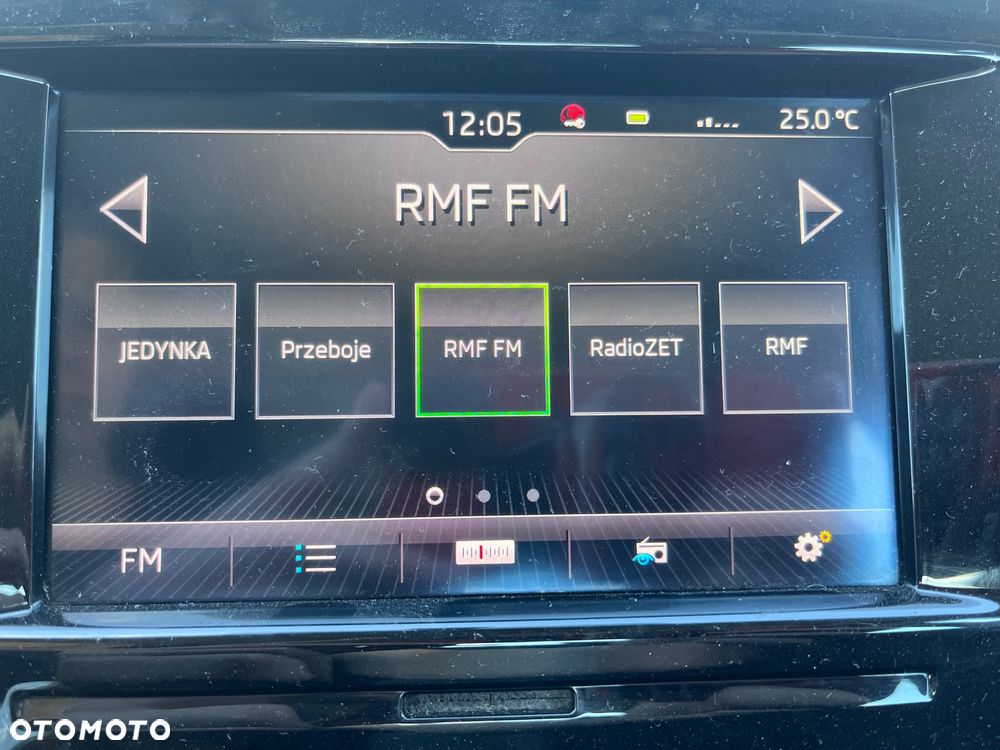 12:05
25.0 °C
RMF FM
JEDYNKA
Przeboje
RMF FM
RadioZET
RMF
FM
OTOMOTO